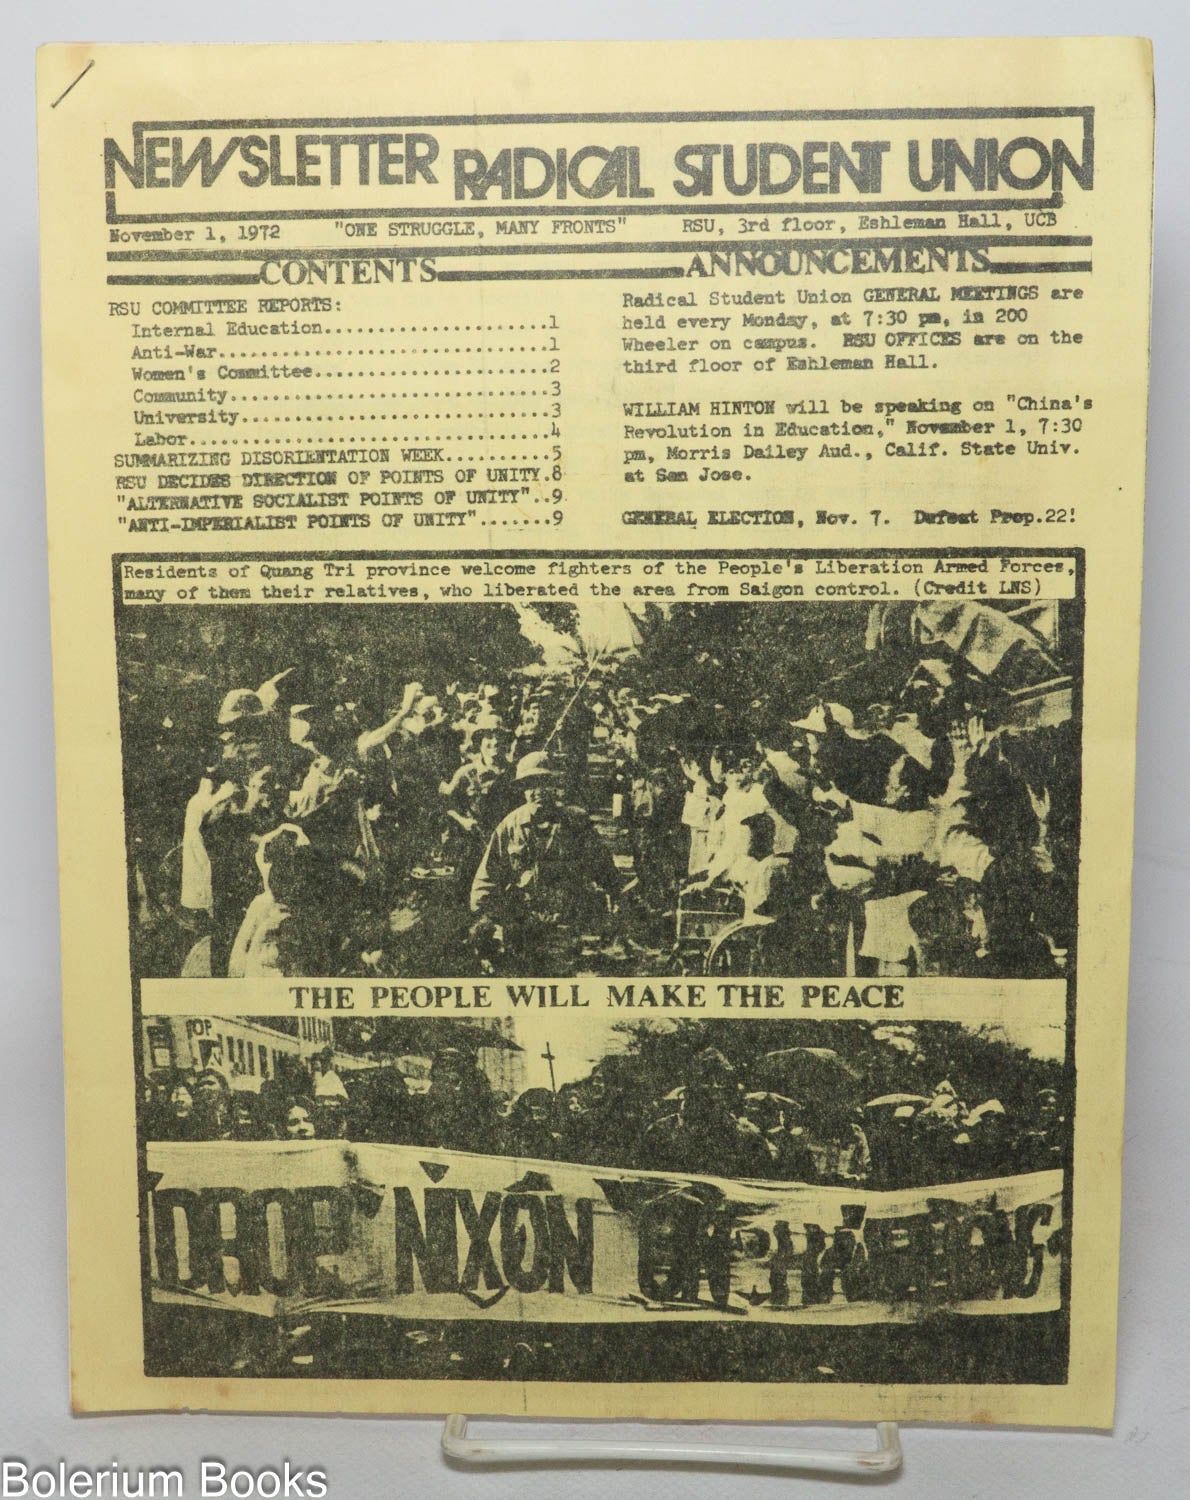 NEWSLETTER RADICAL STUDENT UNION
November 1, 1972 "ONE STRUGGLE, MANY FRONTS" RSU, 3rd floor, Eshleman Hall, UCB
CONTENTS
RSU COMMITTEE REPORTS:
Internal Education......................1
Anti-War................................1
Women's Committee.......................2
Community...............................3
University..............................3
Labor...................................4
SUMMARIZING DISORIENTATION WEEK..........5
RSU DECIDES DIRECTION OF POINTS OF UNITY.8
"ALTERNATIVE SOCIALIST POINTS OF UNITY"..9
"ANTI-IMPERIALIST POINTS OF UNITY".......9
ANNOUNCEMENTS
Radical Student Union GENERAL MEETINGS are
held every Monday, at 7:30 pm, in 200
Wheeler on campus. RSU OFFICES are on the
third floor of Eshleman Hall.
WILLIAM HINTON will be speaking on "China's
Revolution in Education," November 1, 7:30
pm, Morris Dailey Aud., Calif. State Univ.
at San Jose.
GENERAL ELECTION, Nov. 7. Defeat Prop.22!
Residents of Quang Tri province welcome fighters of the People's Liberation Armed Forces,
many of them their relatives, who liberated the area from Saigon control. (Credit LNS)
THE PEOPLE WILL MAKE THE PEACE
OP
DROP NIXON
Bolerium Books